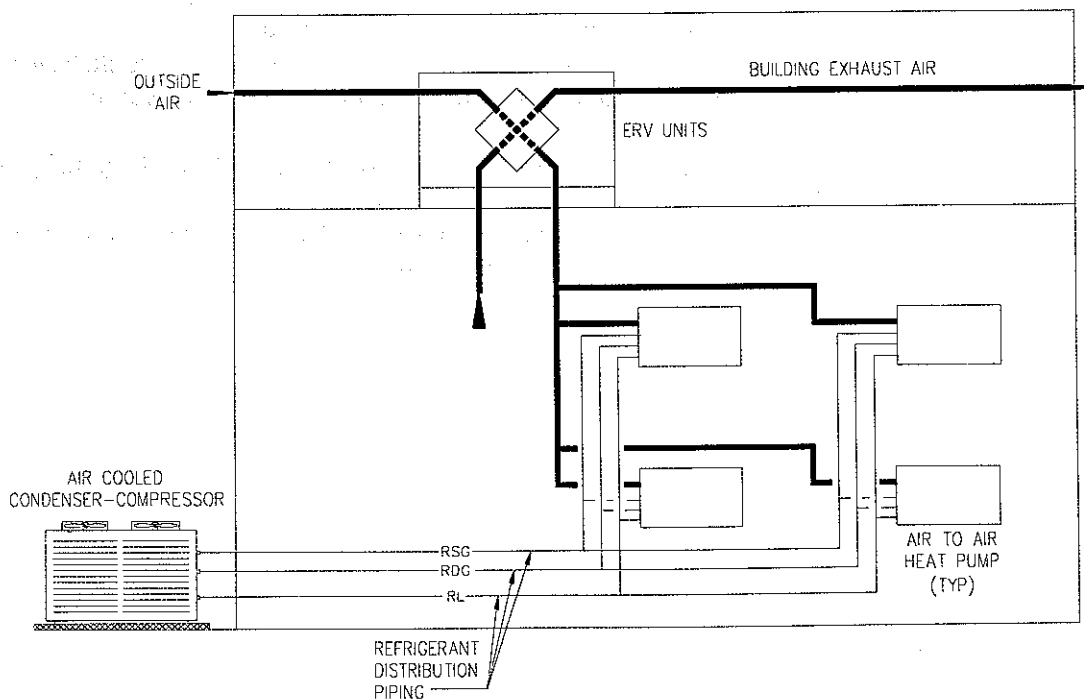 OUTSIDE
AIR
BUILDING EXHAUST AIR
ERV UNITS
AIR COOLED
CONDENSER-COMPRESSOR
RSG
RDG
RL
AIR TO AIR
HEAT PUMP
(TYP)
REFRIGERANT
DISTRIBUTION
PIPING